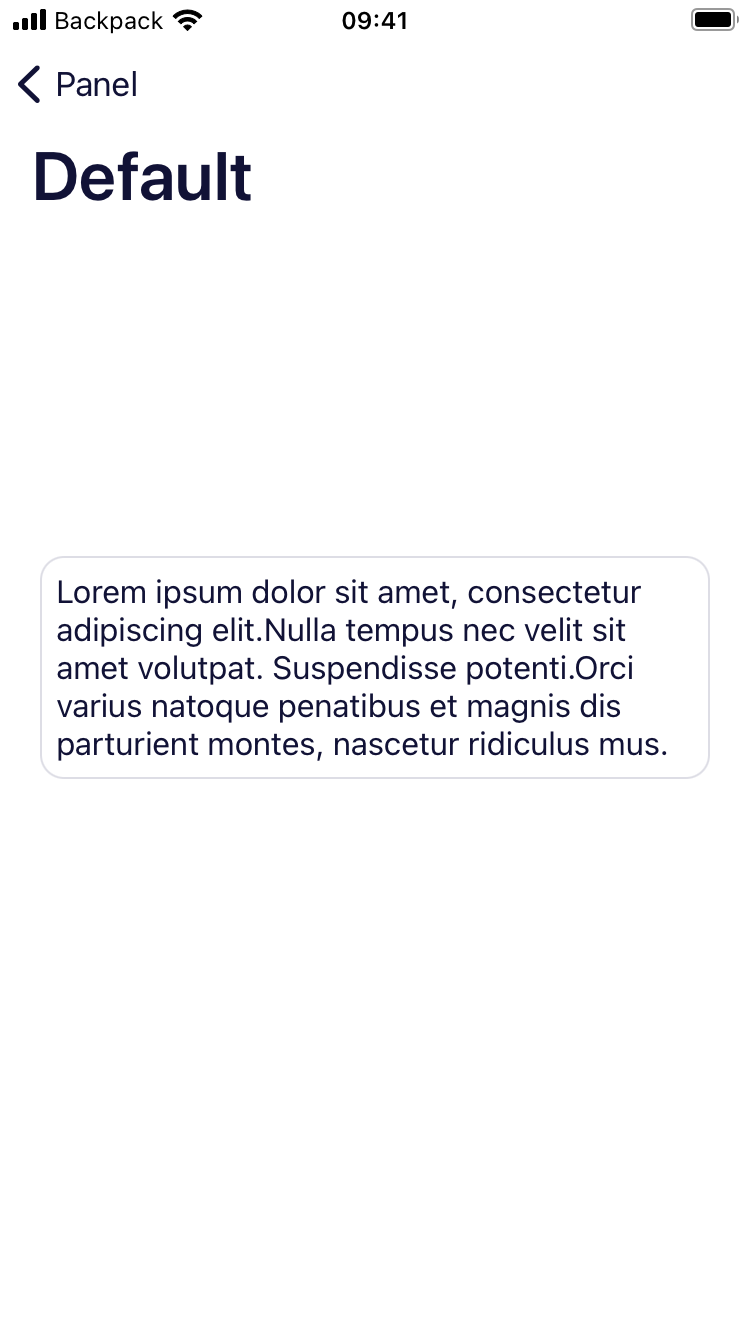 Backpack 09:41
Panel
Default
Lorem ipsum dolor sit amet, consectetur
adipiscing elit.Nulla tempus nec velit sit
amet volutpat. Suspendisse potenti.Orci
varius natoque penatibus et magnis dis
parturient montes, nascetur ridiculus mus.